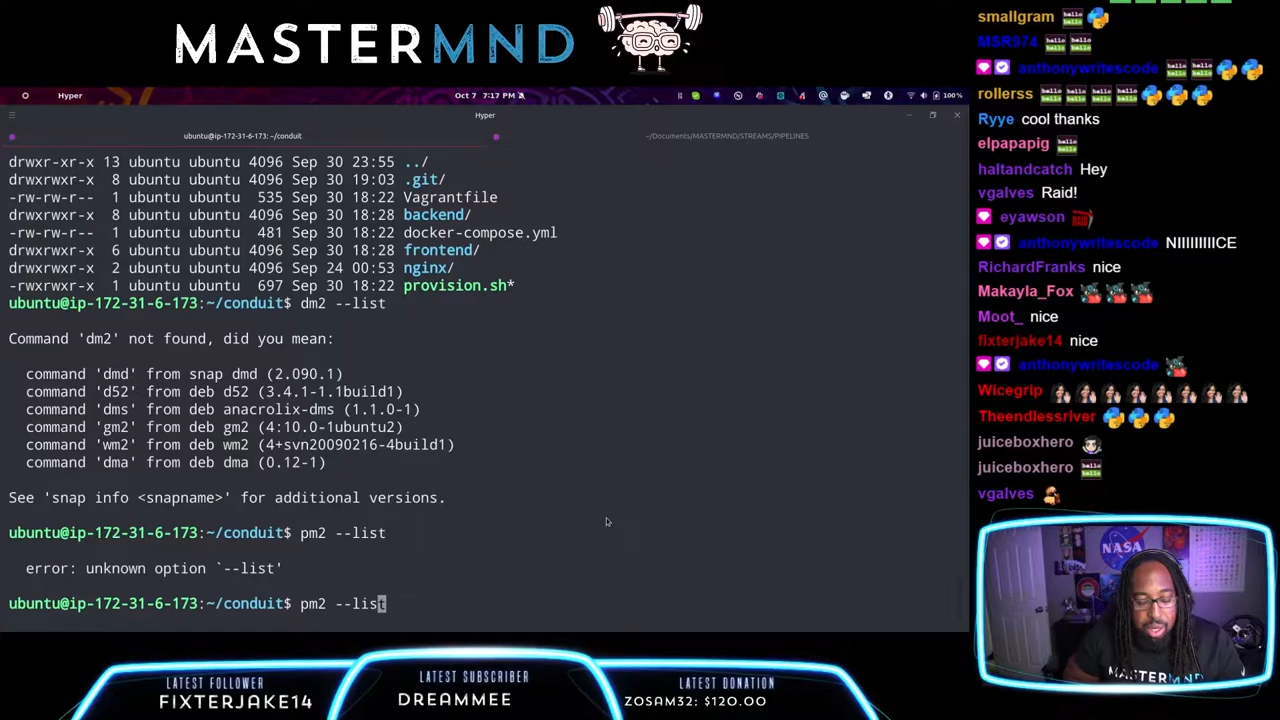 MASTERMND
Hyper
Oct 7, 7:17 PM
100%
Hyper
ubuntu@ip-172-31-6-173: ~/conduit
~/Documents/MASTERMND/STREAMS/PIPELINES
drwxr-xr-x 13 ubuntu ubuntu 4096 Sep 30 23:55 ../
drwxrwxr-x 8 ubuntu ubuntu 4096 Sep 30 19:03 .git/
-rw-rw-r-- 1 ubuntu ubuntu 535 Sep 30 18:22 Vagrantfile
drwxrwxr-x 8 ubuntu ubuntu 4096 Sep 30 18:28 backend/
-rw-rw-r-- 1 ubuntu ubuntu 481 Sep 30 18:22 docker-compose.yml
drwxrwxr-x 6 ubuntu ubuntu 4096 Sep 30 18:28 frontend/
drwxrwxr-x 2 ubuntu ubuntu 4096 Sep 24 00:53 nginx/
-rwxrwxr-x 1 ubuntu ubuntu 697 Sep 30 18:22 provision.sh*
ubuntu@ip-172-31-6-173:~/conduit$ dm2 --list
Command 'dm2' not found, did you mean:
command 'dmd' from snap dmd (2.090.1)
command 'd52' from deb d52 (3.4.1-1.1build1)
command 'dms' from deb anacrolix-dms (1.1.0-1)
command 'gm2' from deb gm2 (4:10.0-1ubuntu2)
command 'wm2' from deb wm2 (4+svn20090216-4build1)
command 'dma' from deb dma (0.12-1)
See 'snap info <snapname>' for additional versions.
ubuntu@ip-172-31-6-173:~/conduit$ pm2 --list
error: unknown option `--list'
ubuntu@ip-172-31-6-173:~/conduit$ pm2 --list
smallgram
MSR974
anthonywritescode
rollerss
Ryye cool thanks
elpapapig
haltandcatch Hey
vgalves Raid!
eyawson
anthonywritescode NIIIIIIIICE
RichardFranks nice
Makayla_Fox
Moot_ nice
fixterjake14 nice
anthonywritescode
Wicegrip
Theendlessriver
juiceboxhero
juiceboxhero
vgalves
NASA
MASTERMND
LATEST FOLLOWER
FIXTERJAKE14
LATEST SUBSCRIBER
DREAMMEE
LATEST DONATION
ZOSAM32: $120.00